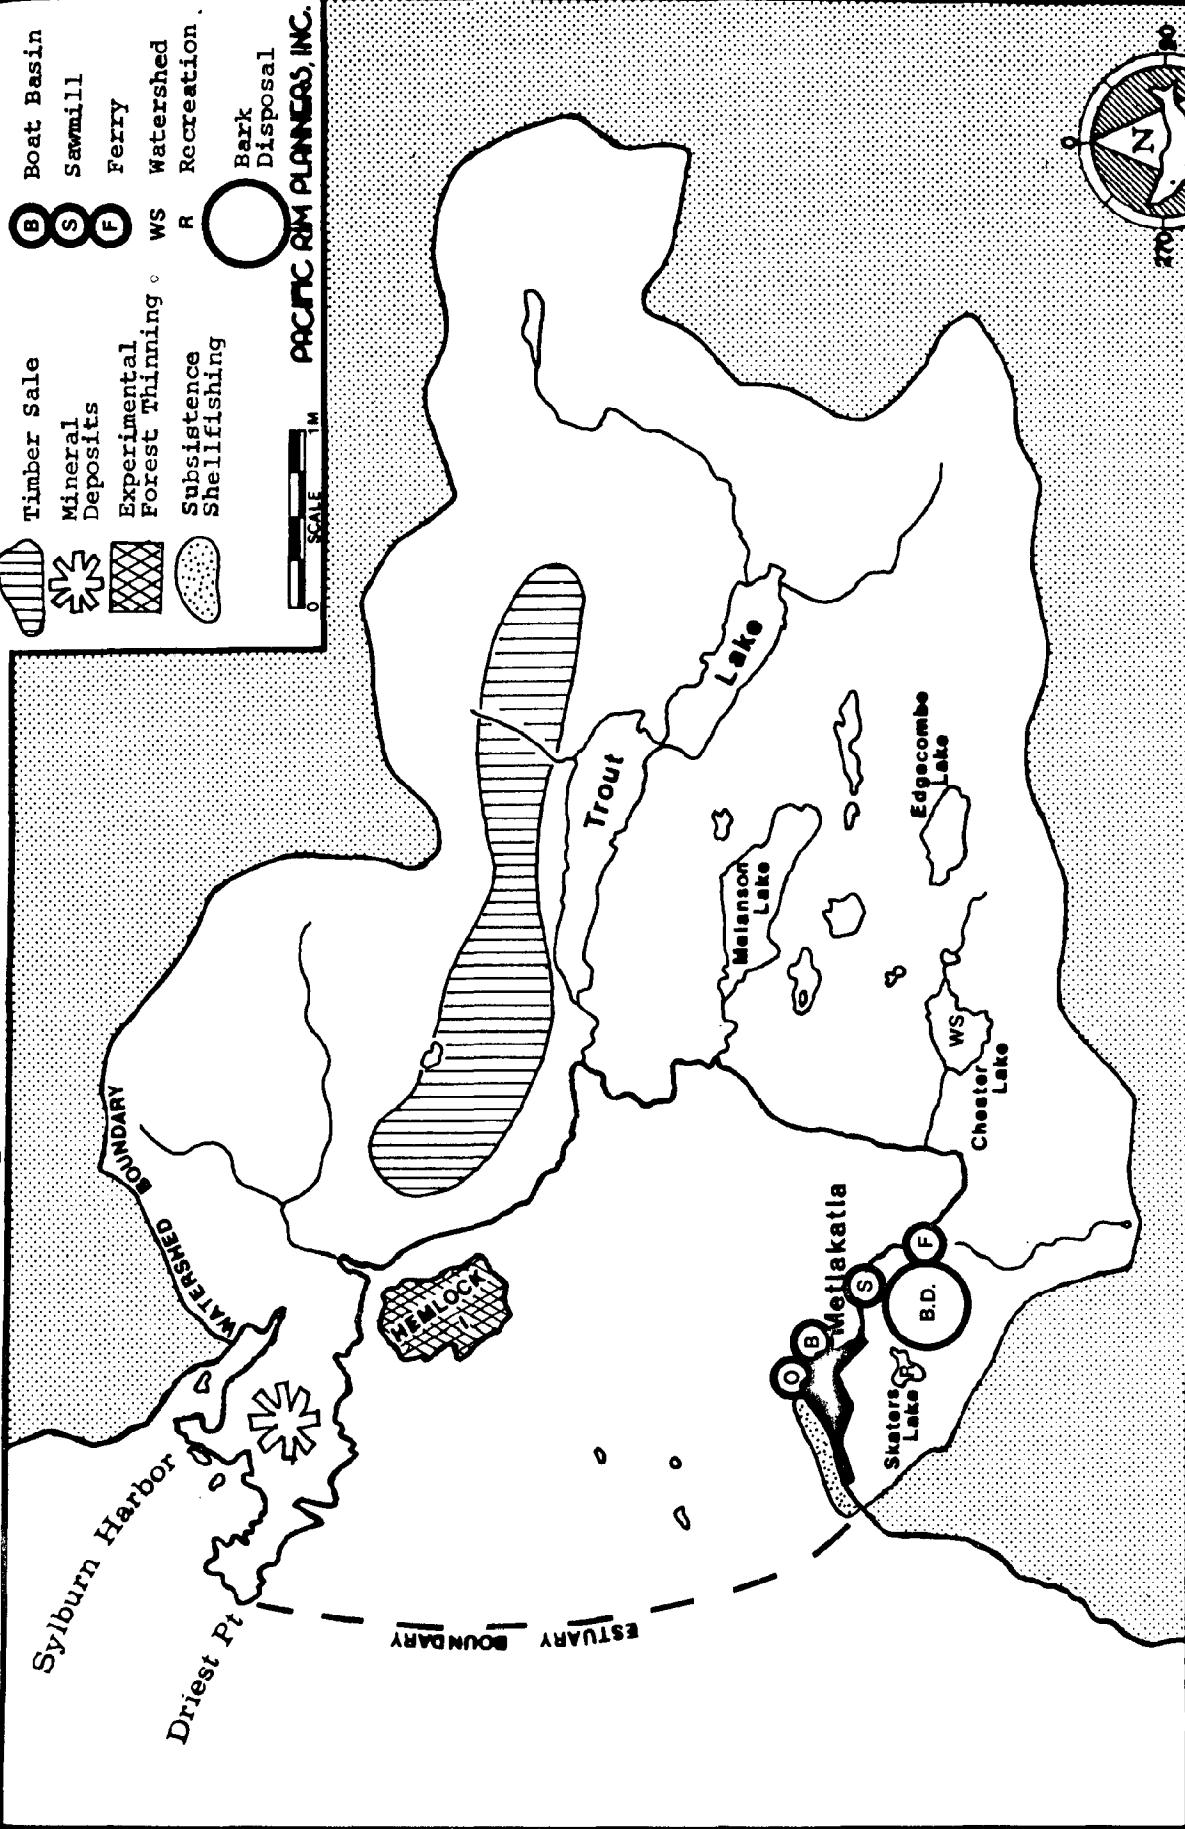 Timber Sale
Mineral
Deposits
Experimental
Forest Thinning
Subsistence
Shellfishing
B Boat Basin
S Sawmill
F Ferry
WS Watershed
R Recreation
Bark
Disposal
0 SCALE 1M
PACIFIC RIM PLANNERS, INC.
WATERSHED BOUNDARY
Sylburn Harbor
Driest Pt
HEMLOCK
ESTUARY BOUNDARY
Trout
Lake
Melanson
Lake
Edgecombe
Lake
WS
Chester
Lake
Metlakatla
O
B
S
F
B.D.
Skaters
Lake
R
0
N
90
270